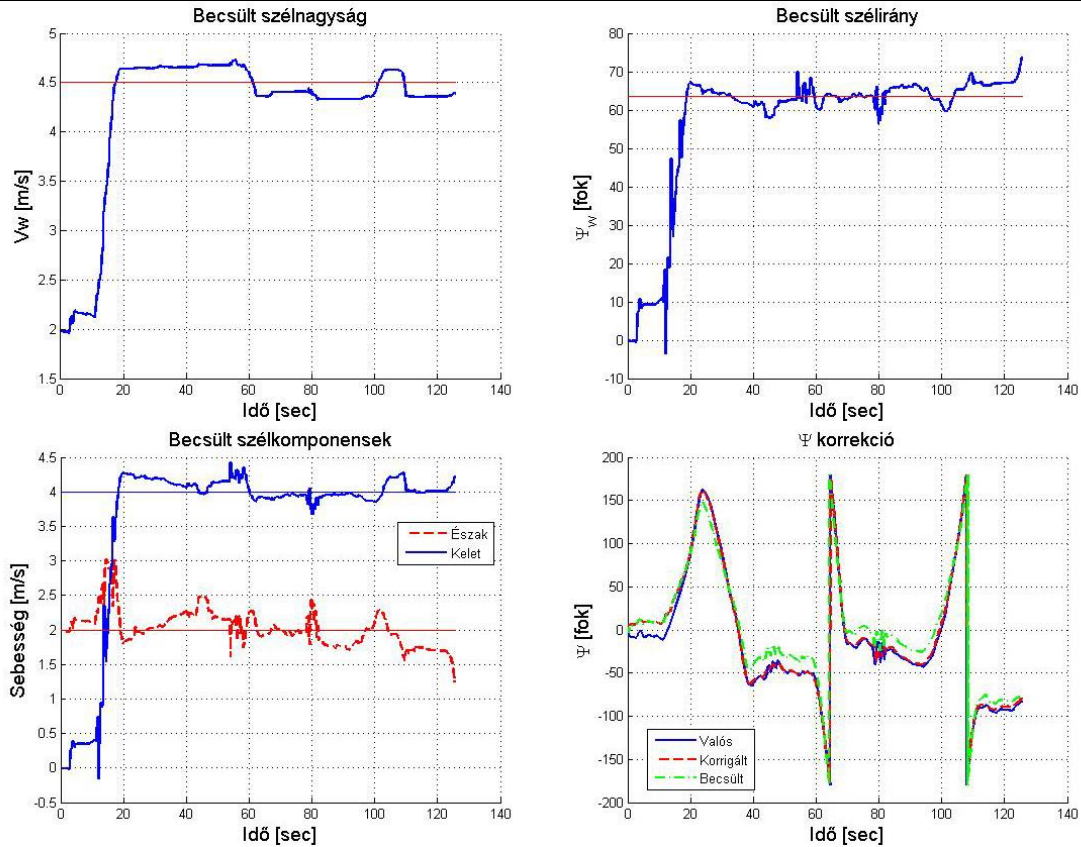 Becsült szélnagyság
5
4.5
4
3.5
3
2.5
2
1.5
Vw [m/s]
0 20 40 60 80 100 120 140
Idő [sec]
Becsült szélirány
80
70
60
50
40
30
20
10
0
-10
Ψw [fok]
0 20 40 60 80 100 120 140
Idő [sec]
Becsült szélkomponensek
4.5
4
3.5
3
2.5
2
1.5
1
0.5
0
-0.5
Sebesség [m/s]
Észak
Kelet
0 20 40 60 80 100 120 140
Idő [sec]
Ψ korrekció
200
150
100
50
0
-50
-100
-150
-200
Ψ [fok]
Valós
Korrigált
Becsült
0 20 40 60 80 100 120 140
Idő [sec]